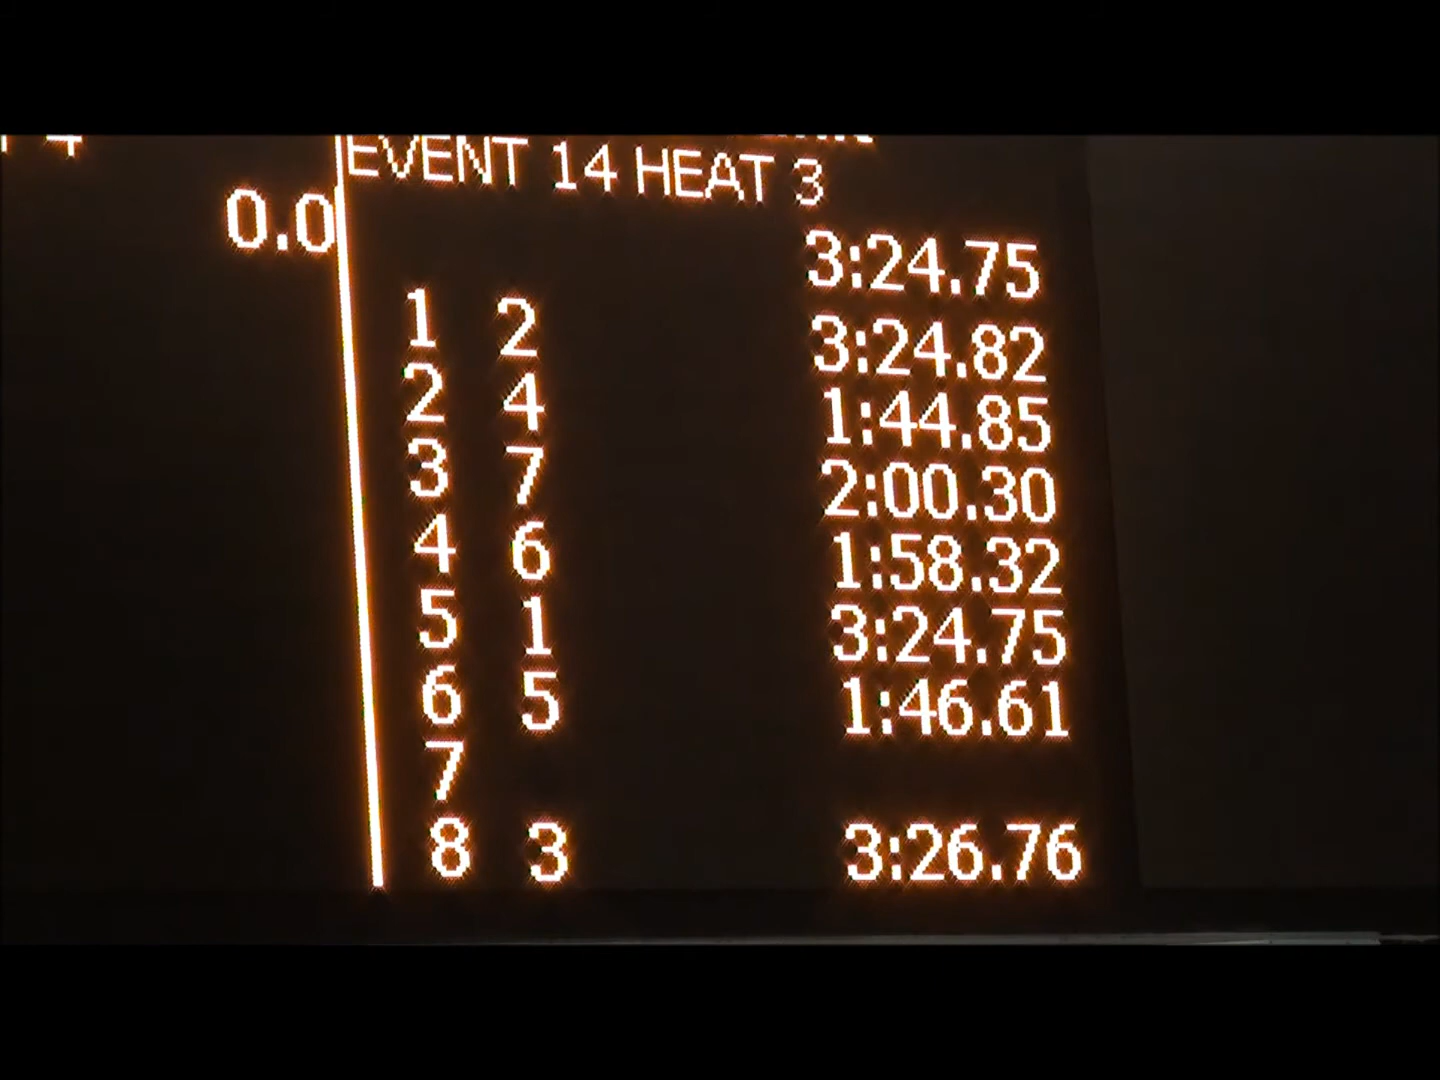 4
EVENT 14 HEAT 3
0.0
3:24.75
1 2 3:24.82
2 4 1:44.85
3 7 2:00.30
4 6 1:58.32
5 1 3:24.75
6 5 1:46.61
7
8 3 3:26.76